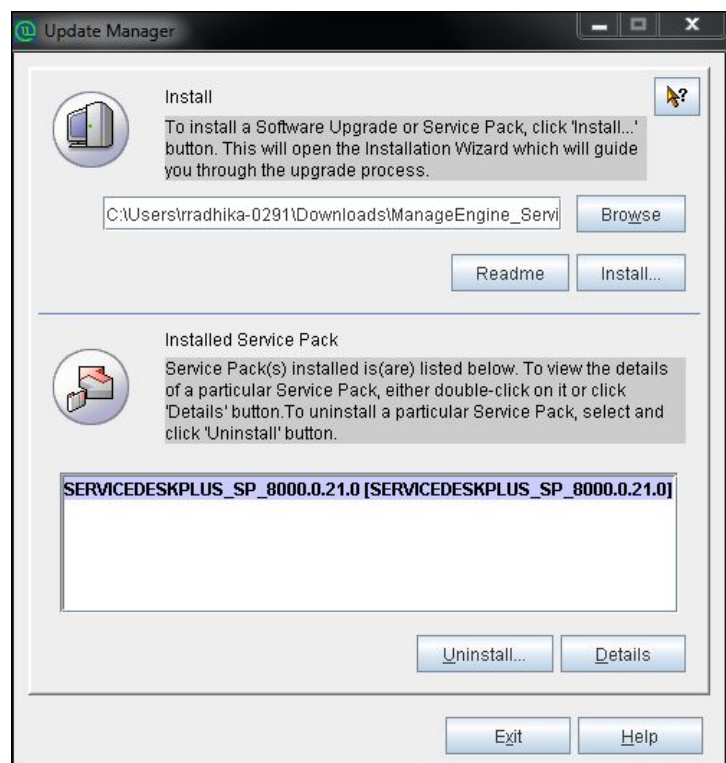 Update Manager
Install
To install a Software Upgrade or Service Pack, click 'Install...'
button. This will open the Installation Wizard which will guide
you through the upgrade process.
C:\Users\rradhika-0291\Downloads\ManageEngine_Servi
Browse
Readme
Install...
Installed Service Pack
Service Pack(s) installed is(are) listed below. To view the details
of a particular Service Pack, either double-click on it or click
'Details' button.To uninstall a particular Service Pack, select and
click 'Uninstall' button.
SERVICEDESKPLUS_SP_8000.0.21.0 [SERVICEDESKPLUS_SP_8000.0.21.0]
Uninstall...
Details
Exit
Help